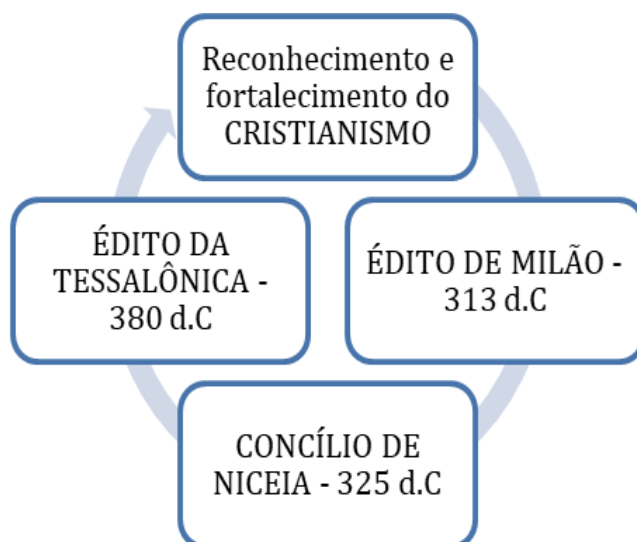 Reconhecimento e
fortalecimento do
CRISTIANISMO
ÉDITO DE MILÃO -
313 d.C
CONCÍLIO DE
NICEIA - 325 d.C
ÉDITO DA
TESSALÔNICA -
380 d.C